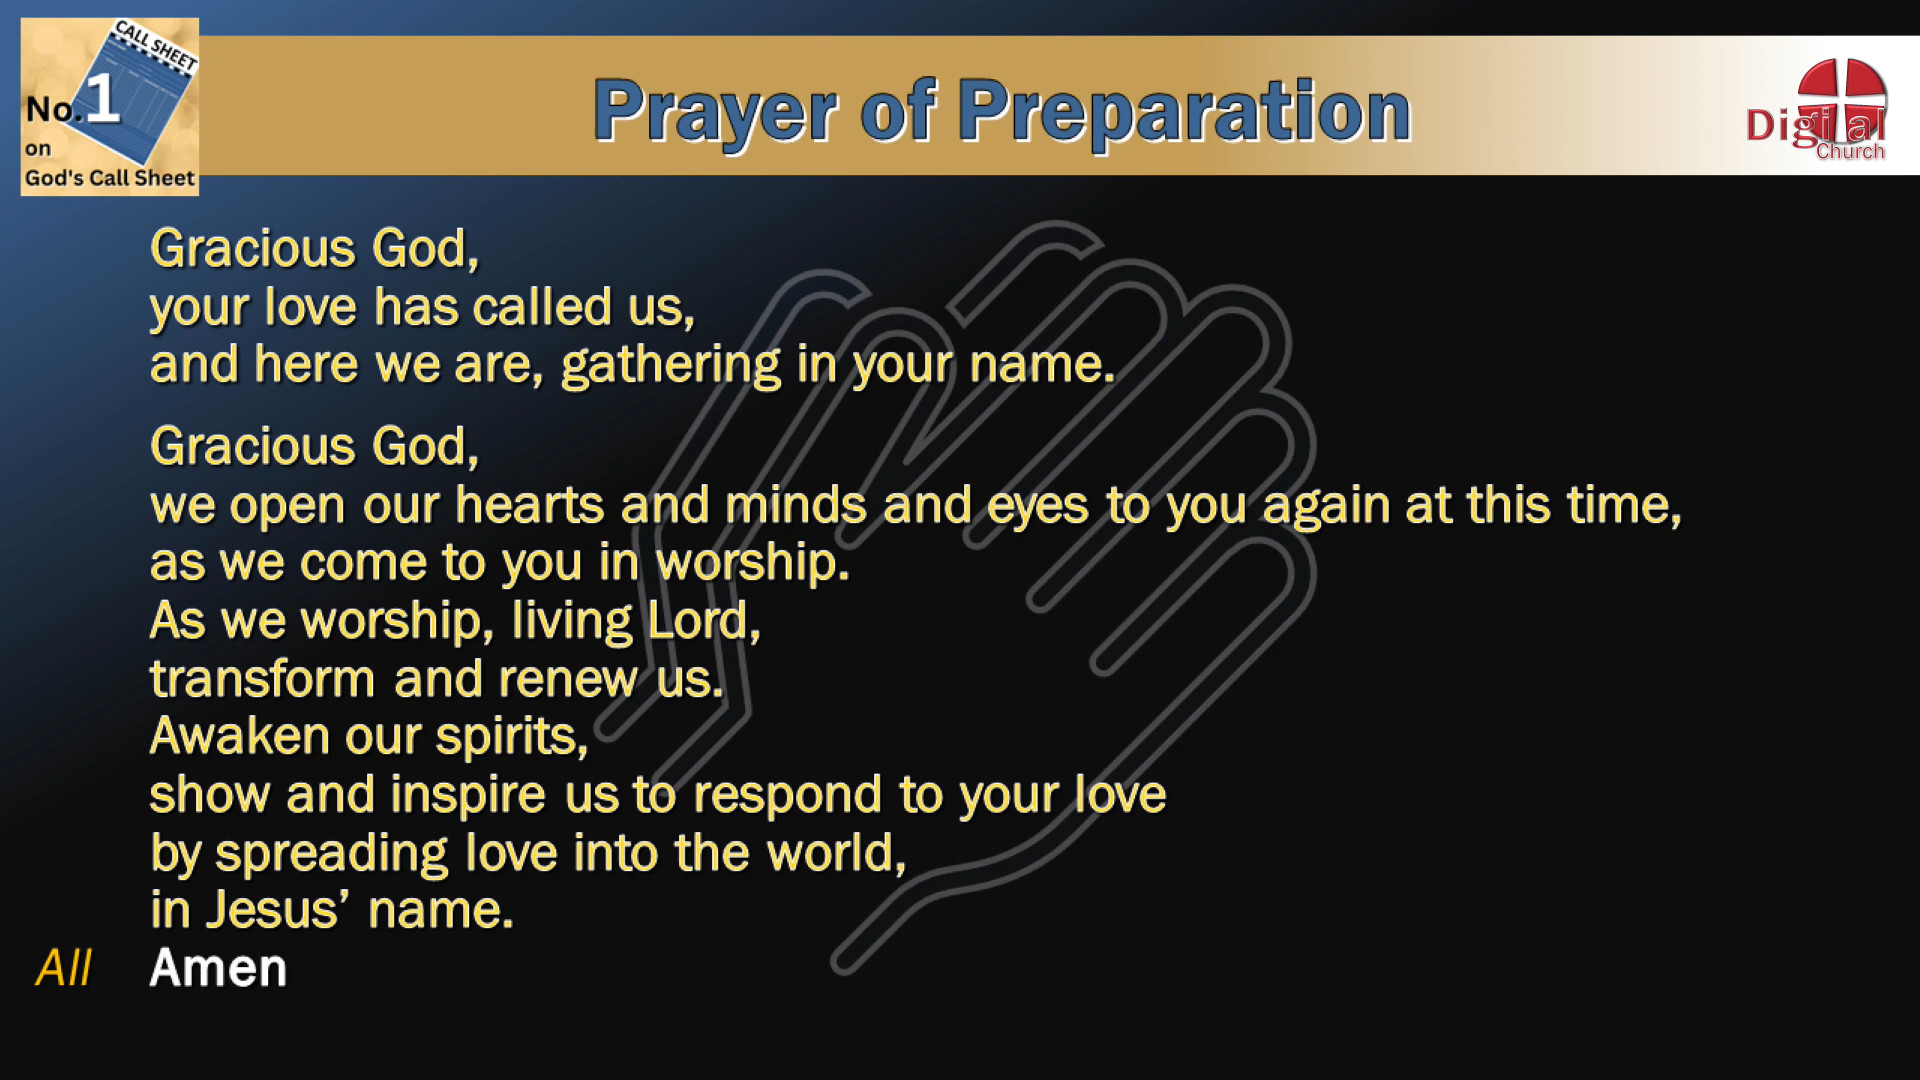 CALL SHEET
No.1
on
God's Call Sheet
Prayer of Preparation
Digital
Church
Gracious God,
your love has called us,
and here we are, gathering in your name.
Gracious God,
we open our hearts and minds and eyes to you again at this time,
as we come to you in worship.
As we worship, living Lord,
transform and renew us.
Awaken our spirits,
show and inspire us to respond to your love
by spreading love into the world,
in Jesus’ name.
All Amen